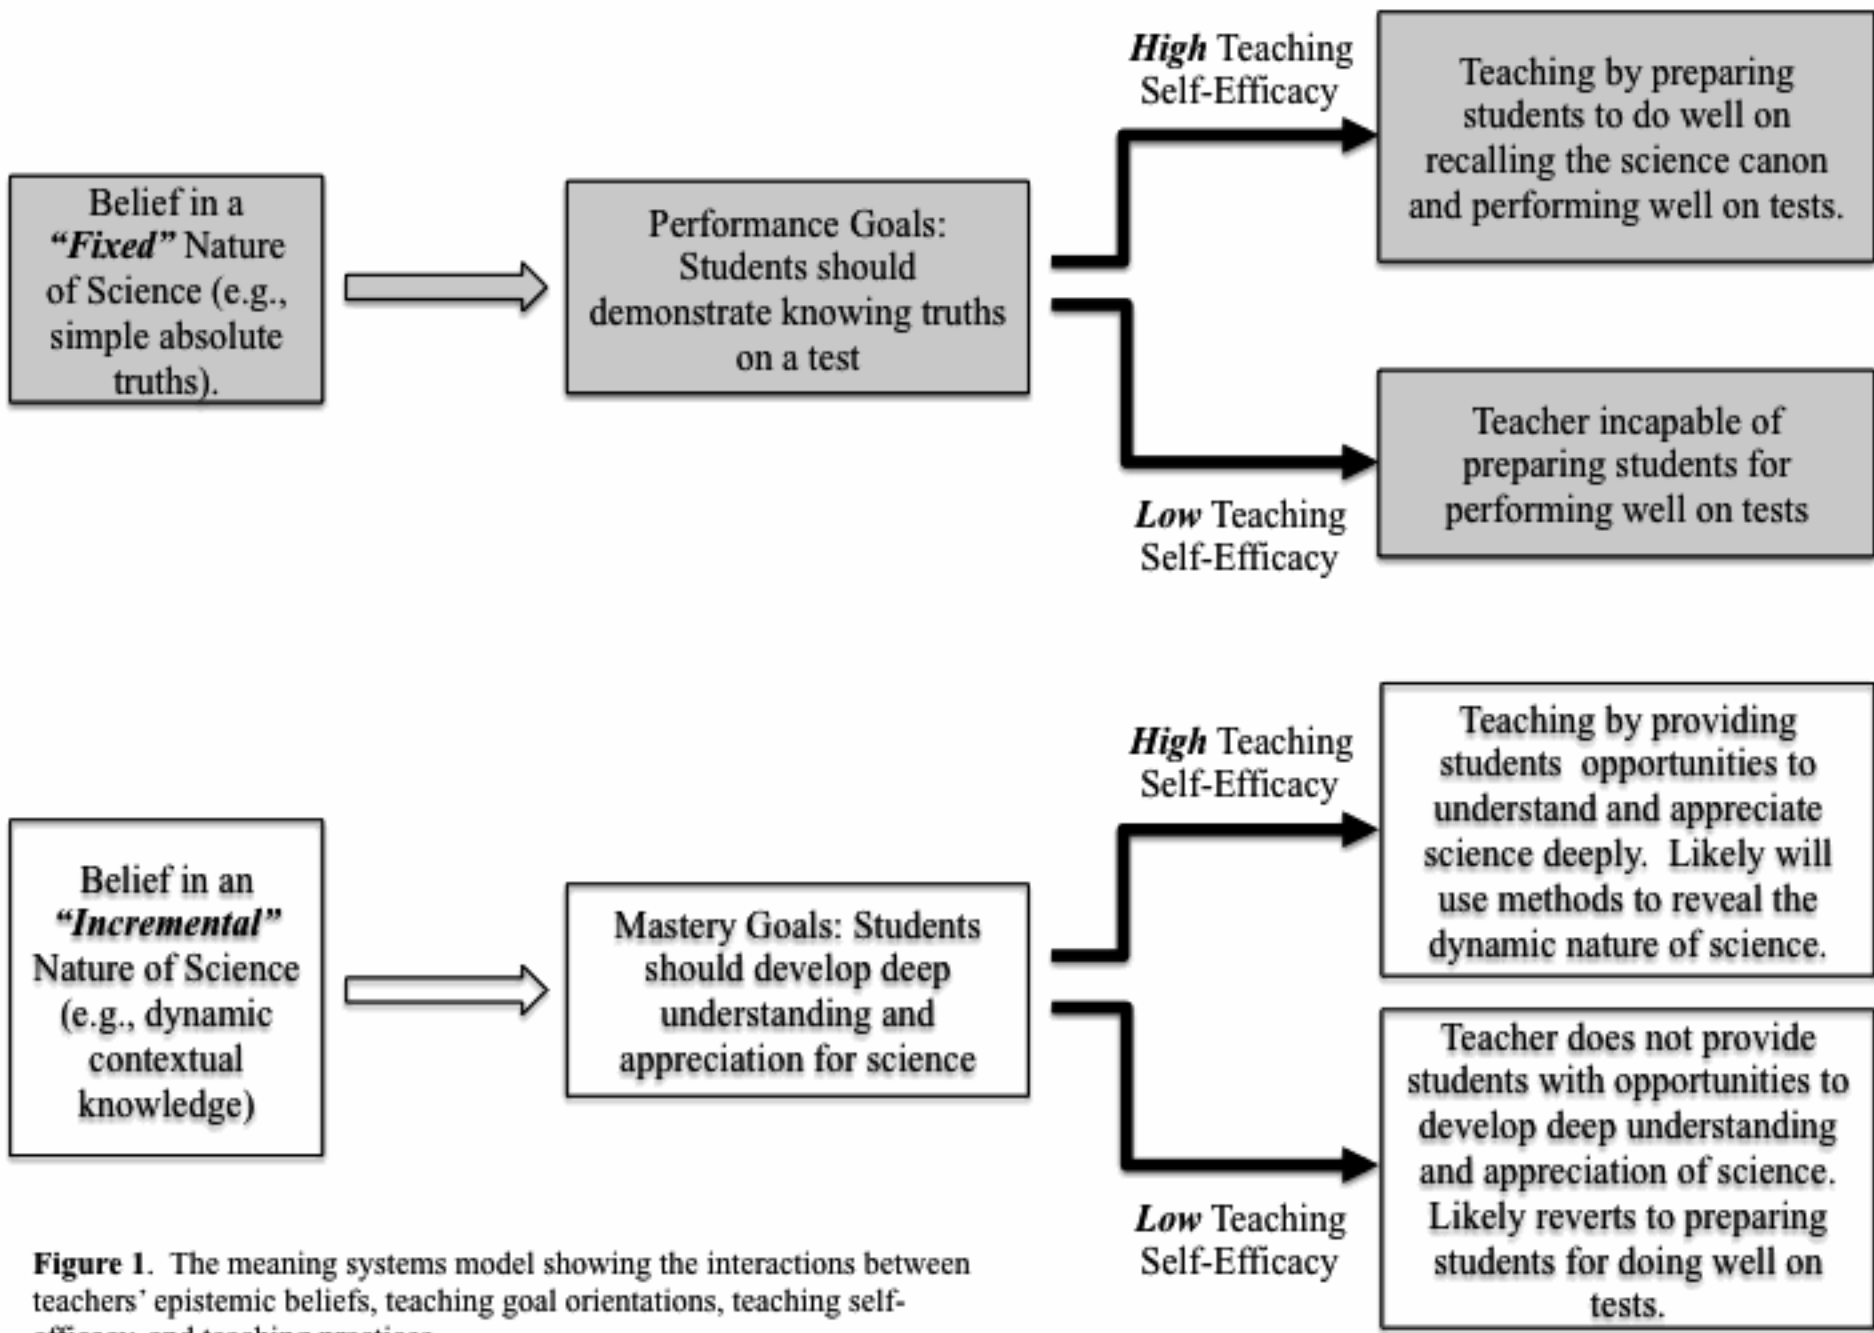 High Teaching
Self-Efficacy
Teaching by preparing
students to do well on
recalling the science canon
and performing well on tests.
Belief in a
“Fixed” Nature
of Science (e.g.,
simple absolute
truths).
Performance Goals:
Students should
demonstrate knowing truths
on a test
Teacher incapable of
preparing students for
performing well on tests
Low Teaching
Self-Efficacy
High Teaching
Self-Efficacy
Teaching by providing
students opportunities to
understand and appreciate
science deeply. Likely will
use methods to reveal the
dynamic nature of science.
Belief in an
“Incremental”
Nature of Science
(e.g., dynamic
contextual
knowledge)
Mastery Goals: Students
should develop deep
understanding and
appreciation for science
Teacher does not provide
students with opportunities to
develop deep understanding
and appreciation of science.
Likely reverts to preparing
students for doing well on
tests.
Low Teaching
Self-Efficacy
Figure 1. The meaning systems model showing the interactions between
teachers’ epistemic beliefs, teaching goal orientations, teaching self-
efficacy, and teaching practices